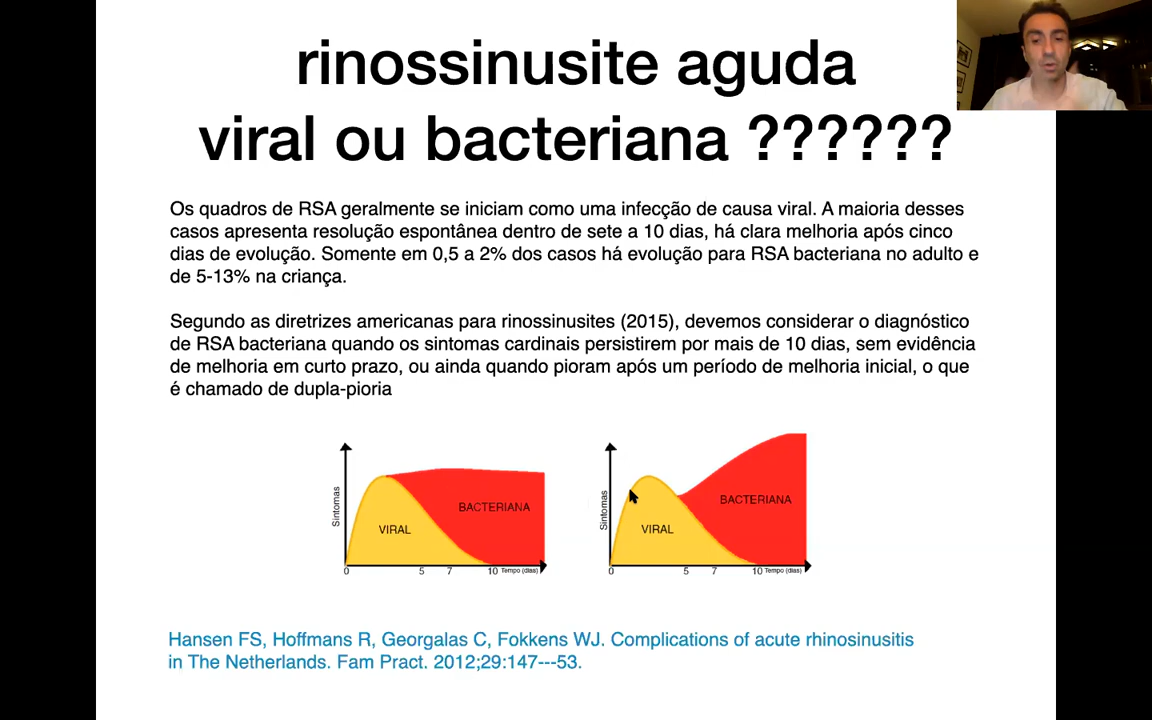 rinossinusite aguda
viral ou bacteriana ??????
Os quadros de RSA geralmente se iniciam como uma infecção de causa viral. A maioria desses
casos apresenta resolução espontânea dentro de sete a 10 dias, há clara melhoria após cinco
dias de evolução. Somente em 0,5 a 2% dos casos há evolução para RSA bacteriana no adulto e
de 5-13% na criança.
Segundo as diretrizes americanas para rinossinusites (2015), devemos considerar o diagnóstico
de RSA bacteriana quando os sintomas cardinais persistirem por mais de 10 dias, sem evidência
de melhoria em curto prazo, ou ainda quando pioram após um período de melhoria inicial, o que
é chamado de dupla-pioria
Sintomas
VIRAL
BACTERIANA
0 5 7 10 Tempo (dias)
Sintomas
VIRAL
BACTERIANA
0 5 7 10 Tempo (dias)
Hansen FS, Hoffmans R, Georgalas C, Fokkens WJ. Complications of acute rhinosinusitis
in The Netherlands. Fam Pract. 2012;29:147---53.